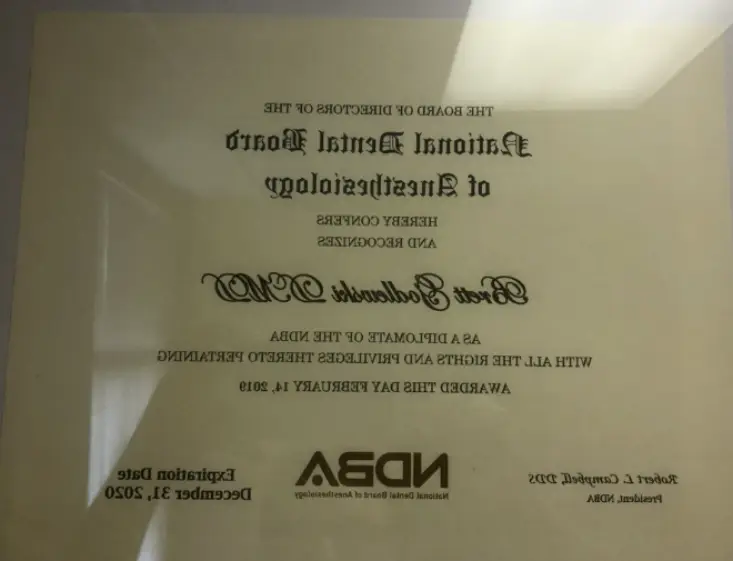 THE BOARD OF DIRECTORS OF THE
National Dental Board
of Anesthesiology
HEREBY CONFERS
AND RECOGNIZES
Brett Godlewski DMD
AS A DIPLOMATE OF THE NDBA
WITH ALL THE RIGHTS AND PRIVILEGES THERETO PERTAINING
AWARDED THIS DAY FEBRUARY 14, 2019
Robert L. Campbell, DDS
President, NDBA
NDBA
National Dental Board of Anesthesiology
Expiration Date
December 31, 2020